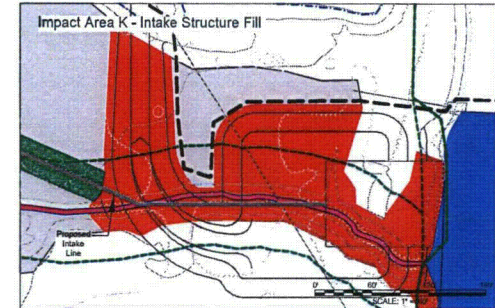 Impact Area K - Intake Structure Fill
Proposed
Intake
Line
0'
60'
SCALE: 1"